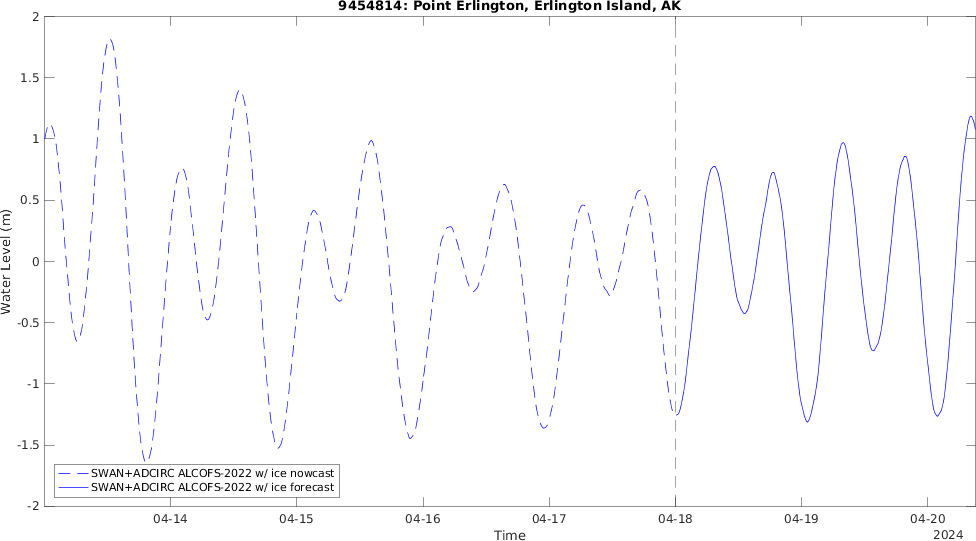 9454814: Point Erlington, Erlington Island, AK
Water Level (m)
2
1.5
1
0.5
0
-0.5
-1
-1.5
-2
SWAN+ADCIRC ALCOFS-2022 w/ ice nowcast
SWAN+ADCIRC ALCOFS-2022 w/ ice forecast
04-14 04-15 04-16 04-17 04-18 04-19 04-20
Time
2024